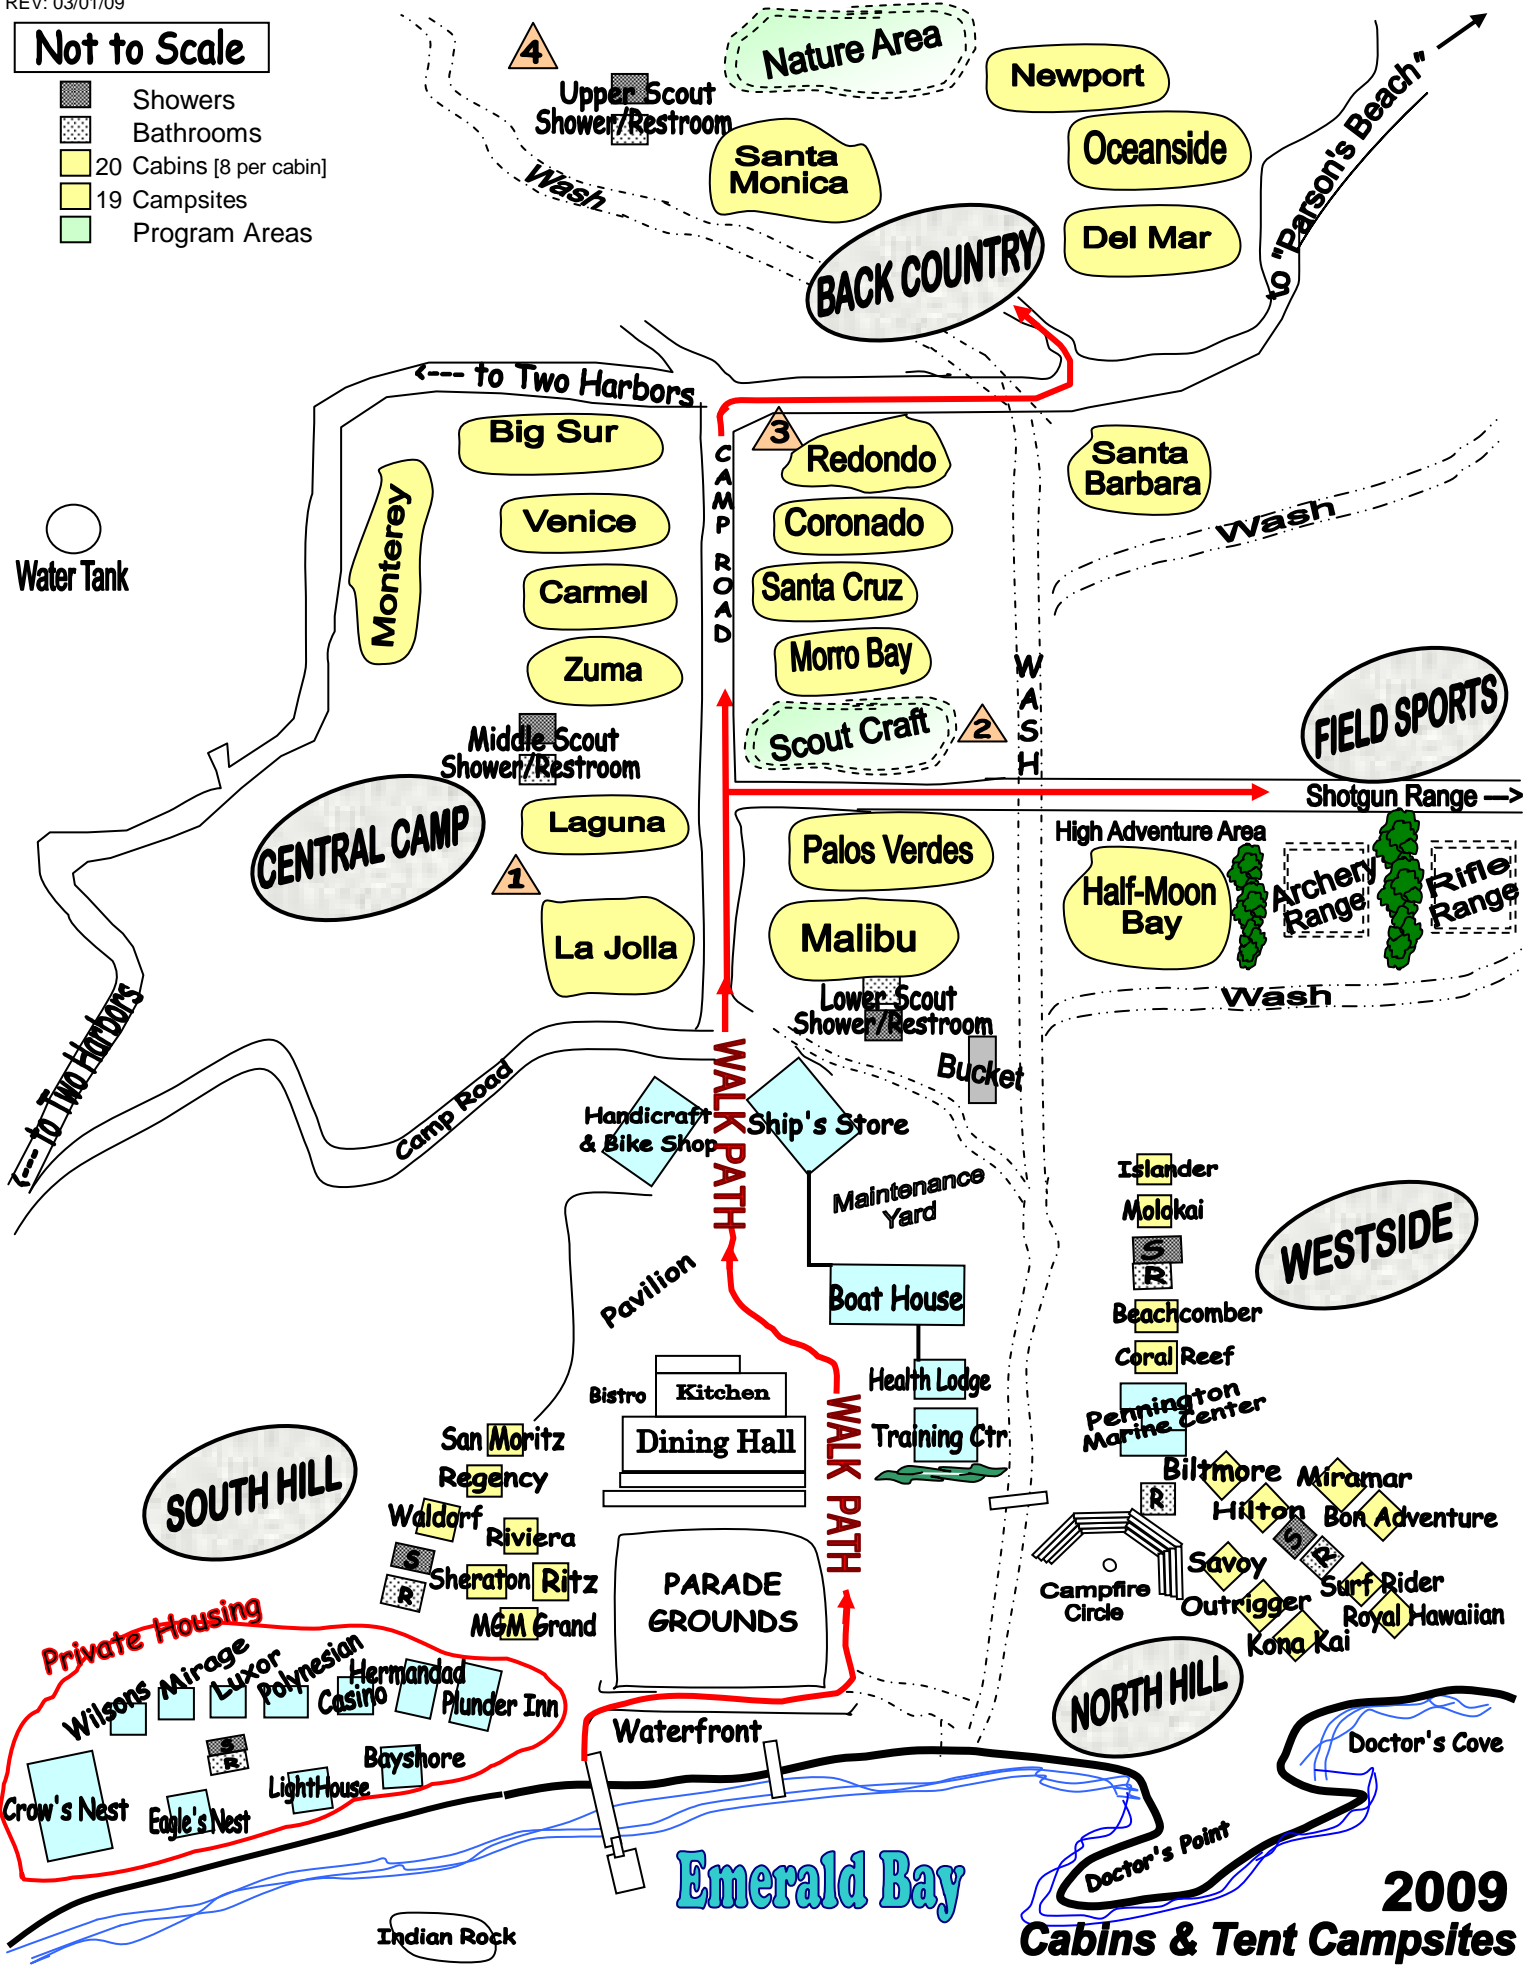 REV: 03/01/09
Not to Scale
Showers
Bathrooms
20 Cabins [8 per cabin]
19 Campsites
Program Areas
4
Upper Scout
Shower/Restroom
Nature Area
Newport
Oceanside
Santa
Monica
Del Mar
Wash
BACK COUNTRY
to "Parson's Beach"
<--- to Two Harbors
Big Sur
3
Redondo
Santa
Barbara
CAMP ROAD
Monterey
Venice
Coronado
Wash
Water Tank
Carmel
Santa Cruz
Zuma
Morro Bay
WASH
Middle Scout
Shower/Restroom
Scout Craft
2
FIELD SPORTS
Shotgun Range --->
CENTRAL CAMP
Laguna
Palos Verdes
High Adventure Area
1
Half-Moon
Bay
Archery
Range
Rifle
Range
La Jolla
Malibu
Lower Scout
Shower/Restroom
Wash
<--- to Two Harbors
Bucket
Camp Road
WALK PATH
Handicraft
& Bike Shop
Ship's Store
Maintenance
Yard
Islander
Molokai
S
R
WESTSIDE
Pavilion
Boat House
Beachcomber
Coral Reef
Health Lodge
Bistro
Kitchen
Dining Hall
WALK PATH
Training Ctr
Pennington
Marine Center
SOUTH HILL
San Moritz
Regency
Waldorf
Riviera
S
R
Sheraton
Ritz
MGM Grand
PARADE
GROUNDS
R
Campfire
Circle
Biltmore
Miramar
Hilton
Bon Adventure
S
R
Savoy
Surf Rider
Outrigger
Royal Hawaiian
Kona Kai
NORTH HILL
Private Housing
Wilsons
Mirage
Luxor
Polynesian
Casino
Hermandad
Plunder Inn
S
R
Bayshore
LightHouse
Crow's Nest
Eagle's Nest
Waterfront
Doctor's Cove
Doctor's Point
Emerald Bay
Indian Rock
2009
Cabins & Tent Campsites